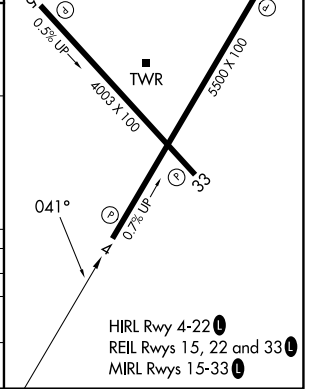 P
P
0.5% UP
TWR
4003 X 100
5500 X 100
P
33
041°
P
0.7% UP
4
HIRL Rwy 4-22 L
REIL Rwys 15, 22 and 33 L
MIRL Rwys 15-33 L